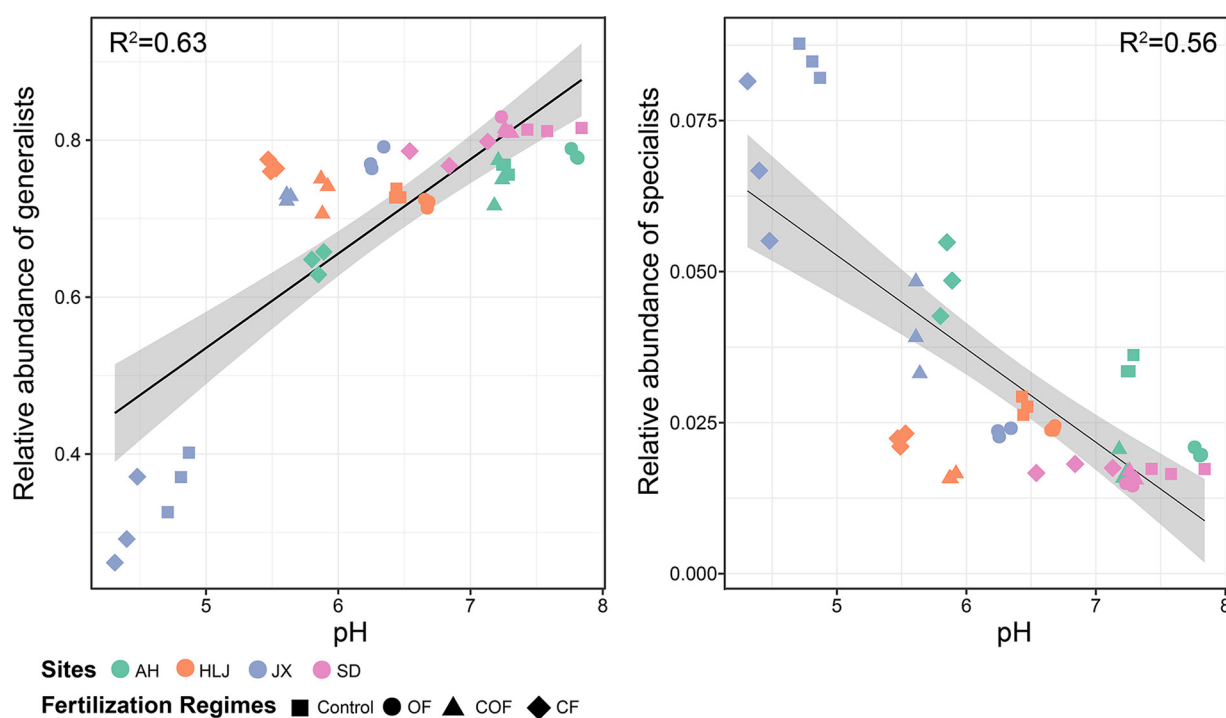 R²=0.63
Relative abundance of generalists
0.8
0.6
0.4
5 6 7 8
pH
R²=0.56
Relative abundance of specialists
0.075
0.050
0.025
0.000
5 6 7 8
pH
Sites AH HLJ JX SD
Fertilization Regimes Control OF COF CF